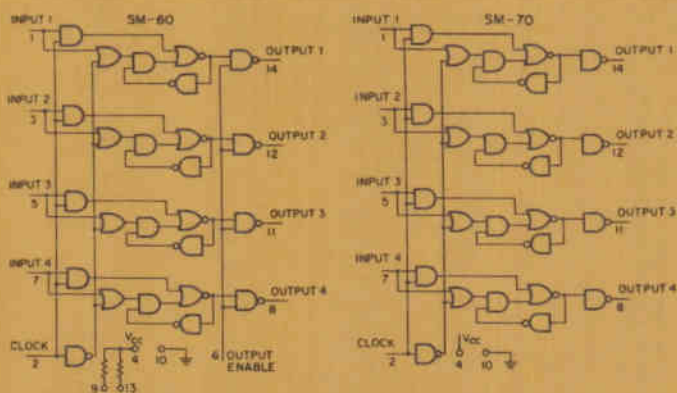 SM-60
INPUT 1
1
OUTPUT 1
14
INPUT 2
3
OUTPUT 2
12
INPUT 3
5
OUTPUT 3
11
INPUT 4
7
OUTPUT 4
8
CLOCK
2
Vcc
4
10
6 OUTPUT
ENABLE
9
13
SM-70
INPUT 1
1
OUTPUT 1
14
INPUT 2
3
OUTPUT 2
12
INPUT 3
5
OUTPUT 3
11
INPUT 4
7
OUTPUT 4
8
CLOCK
2
Vcc
4
10